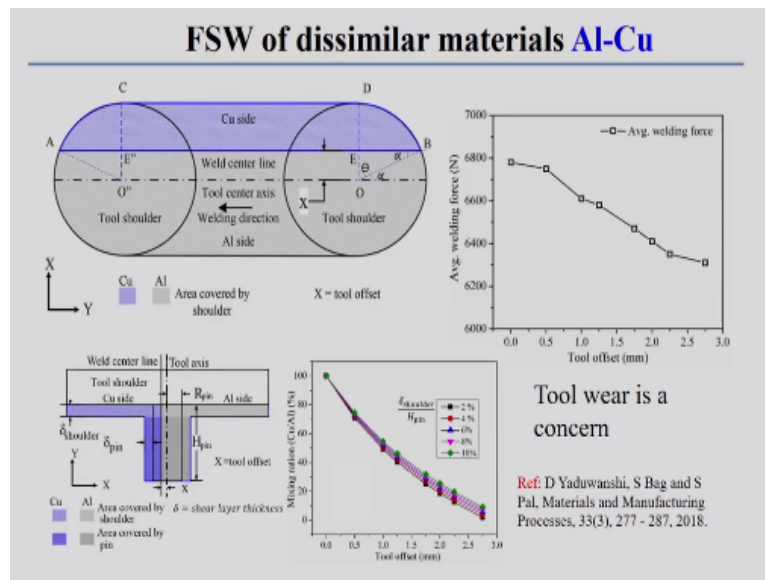 FSW of dissimilar materials Al-Cu
C
D
Cu side
A
B
E"
Weld center line
E
Θ
α
α
O"
Tool center axis
X
O
Tool shoulder
Welding direction
Tool shoulder
Al side
X
Y
Cu
Al
Area covered by
shoulder
X = tool offset
7000
6800
6600
6400
6200
6000
Avg. welding force (N)
Avg. welding force
0.0 0.5 1.0 1.5 2.0 2.5 3.0
Tool offset (mm)
Weld center line
Tool axis
Tool shoulder
Cu side
Rpin
Al side
δshoulder
δpin
Hpin
Y
X
X=tool offset
x
Cu
Al
Area covered by
shoulder
δ = shear layer thickness
Area covered by
pin
100
80
60
40
20
0
Mixing ration (Cu/Al) (%)
δshoulder
Hpin
2 %
4 %
6%
8%
10%
0.0 0.5 1.0 1.5 2.0 2.5 3.0
Tool offset (mm)
Tool wear is a
concern
Ref: D Yaduwanshi, S Bag and S
Pal, Materials and Manufacturing
Processes, 33(3), 277 - 287, 2018.